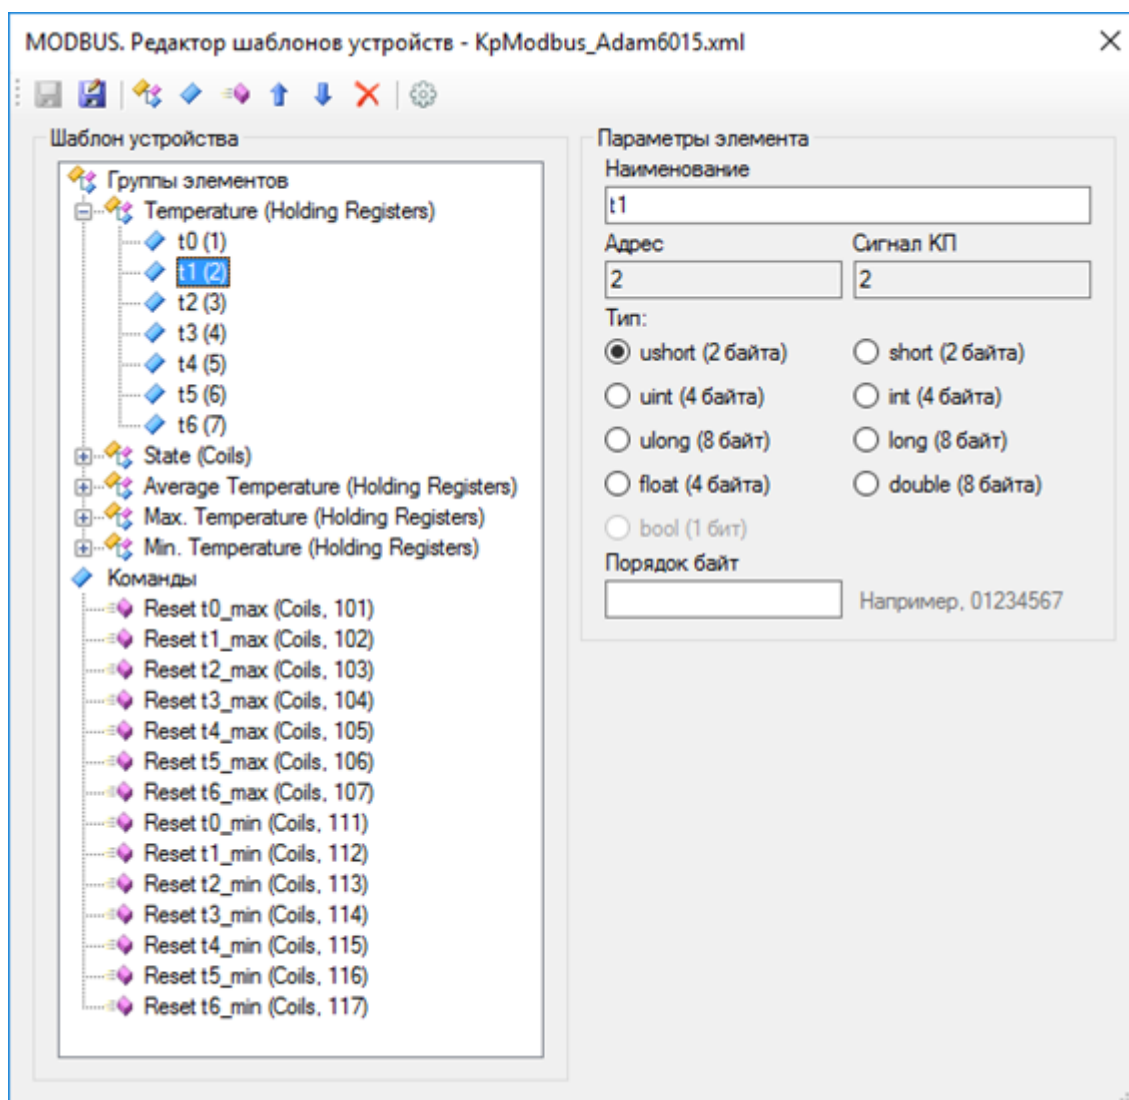 MODBUS. Редактор шаблонов устройств - KpModbus_Adam6015.xml
Шаблон устройства
Группы элементов
Temperature (Holding Registers)
t0 (1)
t1 (2)
t2 (3)
t3 (4)
t4 (5)
t5 (6)
t6 (7)
State (Coils)
Average Temperature (Holding Registers)
Max. Temperature (Holding Registers)
Min. Temperature (Holding Registers)
Команды
Reset t0_max (Coils, 101)
Reset t1_max (Coils, 102)
Reset t2_max (Coils, 103)
Reset t3_max (Coils, 104)
Reset t4_max (Coils, 105)
Reset t5_max (Coils, 106)
Reset t6_max (Coils, 107)
Reset t0_min (Coils, 111)
Reset t1_min (Coils, 112)
Reset t2_min (Coils, 113)
Reset t3_min (Coils, 114)
Reset t4_min (Coils, 115)
Reset t5_min (Coils, 116)
Reset t6_min (Coils, 117)
Параметры элемента
Наименование
t1
Адрес Сигнал КП
2 2
Тип:
ushort (2 байта) short (2 байта)
uint (4 байта) int (4 байта)
ulong (8 байт) long (8 байт)
float (4 байта) double (8 байта)
bool (1 бит)
Порядок байт
Например, 01234567